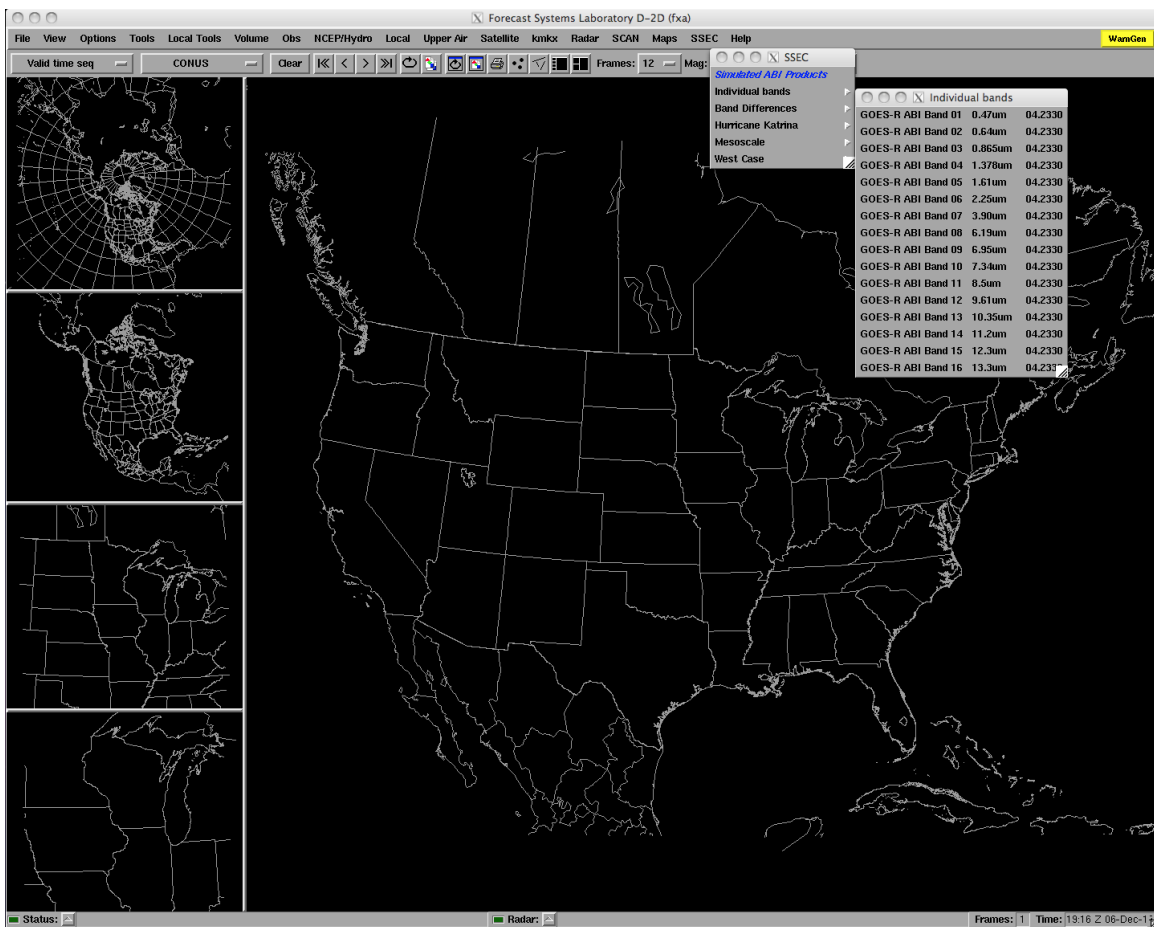 X Forecast Systems Laboratory D-2D (fxa)
File View Options Tools Local Tools Volume Obs NCEP/Hydro Local Upper Air Satellite kmkx Radar SCAN Maps SSEC Help WarnGen
Valid time seq CONUS Clear Frames: 12 Mag:
X SSEC
Simulated ABI Products
Individual bands
Band Differences
Hurricane Katrina
Mesoscale
West Case
X Individual bands
GOES-R ABI Band 01 0.47um 04.2330
GOES-R ABI Band 02 0.64um 04.2330
GOES-R ABI Band 03 0.865um 04.2330
GOES-R ABI Band 04 1.378um 04.2330
GOES-R ABI Band 05 1.61um 04.2330
GOES-R ABI Band 06 2.25um 04.2330
GOES-R ABI Band 07 3.90um 04.2330
GOES-R ABI Band 08 6.19um 04.2330
GOES-R ABI Band 09 6.95um 04.2330
GOES-R ABI Band 10 7.34um 04.2330
GOES-R ABI Band 11 8.5um 04.2330
GOES-R ABI Band 12 9.61um 04.2330
GOES-R ABI Band 13 10.35um 04.2330
GOES-R ABI Band 14 11.2um 04.2330
GOES-R ABI Band 15 12.3um 04.2330
GOES-R ABI Band 16 13.3um 04.2330
Status: Radar: Frames: 1 Time: 19:16 Z 06-Dec-1